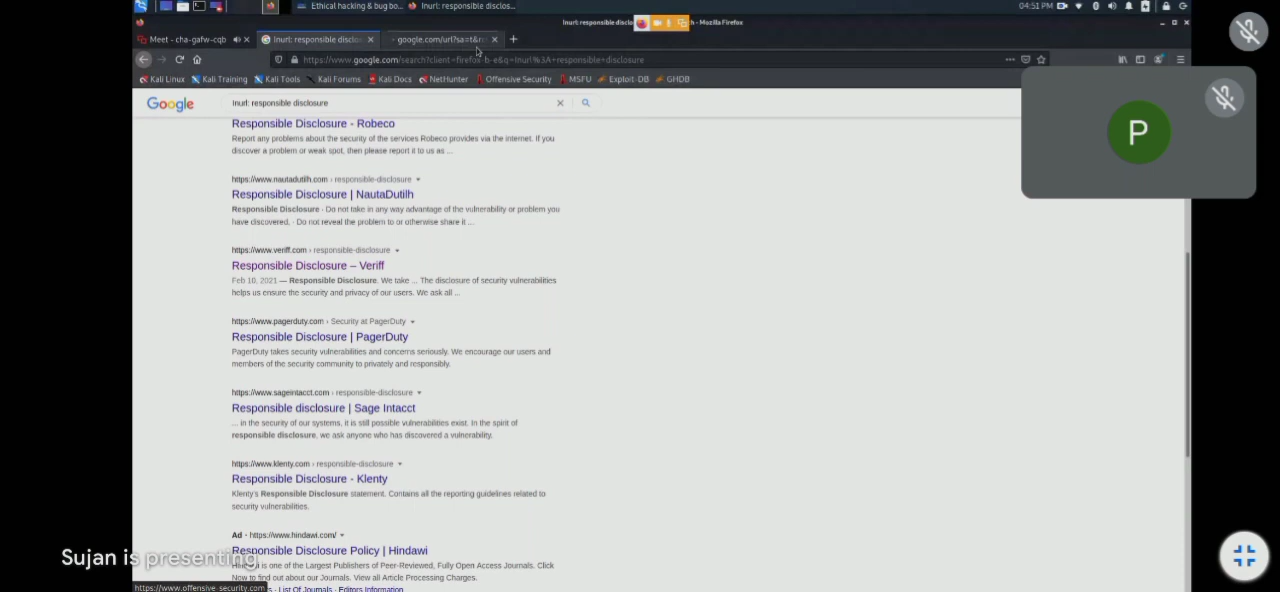 Ethical hacking & bug bo...
Inurl: responsible disclos...
04:51 PM
Inurl: responsible disclo
h - Mozilla Firefox
Meet - cha-gafw-cqb
Inurl: responsible disclo
google.com/url?sa=t&r
https://www.google.com/search?client=firefox-b-e&q=Inurl%3A+responsible+disclosure
Kali Linux
Kali Training
Kali Tools
Kali Forums
Kali Docs
NetHunter
Offensive Security
MSFU
Exploit-DB
GHDB
Google
Inurl: responsible disclosure
P
Responsible Disclosure - Robeco
Report any problems about the security of the services Robeco provides via the internet. If you
discover a problem or weak spot, then please report it to us as ...
https://www.nautadutilh.com › responsible-disclosure
Responsible Disclosure | NautaDutilh
Responsible Disclosure · Do not take in any way advantage of the vulnerability or problem you
have discovered, · Do not reveal the problem to or otherwise share it ...
https://www.veriff.com › responsible-disclosure
Responsible Disclosure – Veriff
Feb 10, 2021 — Responsible Disclosure. We take ... The disclosure of security vulnerabilities
helps us ensure the security and privacy of our users. We ask all ...
https://www.pagerduty.com › Security at PagerDuty
Responsible Disclosure | PagerDuty
PagerDuty takes security vulnerabilities and concerns seriously. We encourage our users and
members of the security community to privately and responsibly.
https://www.sageintacct.com › responsible-disclosure
Responsible disclosure | Sage Intacct
... in the security of our systems, it is still possible vulnerabilities exist. In the spirit of
responsible disclosure, we ask anyone who has discovered a vulnerability.
https://www.klenty.com › responsible-disclosure
Responsible Disclosure - Klenty
Klenty's Responsible Disclosure statement. Contains all the reporting guidelines related to
security vulnerabilities.
Ad · https://www.hindawi.com/
Responsible Disclosure Policy | Hindawi
Sujan is presenting
is one of the Largest Publishers of Peer-Reviewed, Fully Open Access Journals. Click
Now to find out about our Journals. View all Article Processing Charges.
https://www.offensive-security.com
· List Of Journals · Editors Information